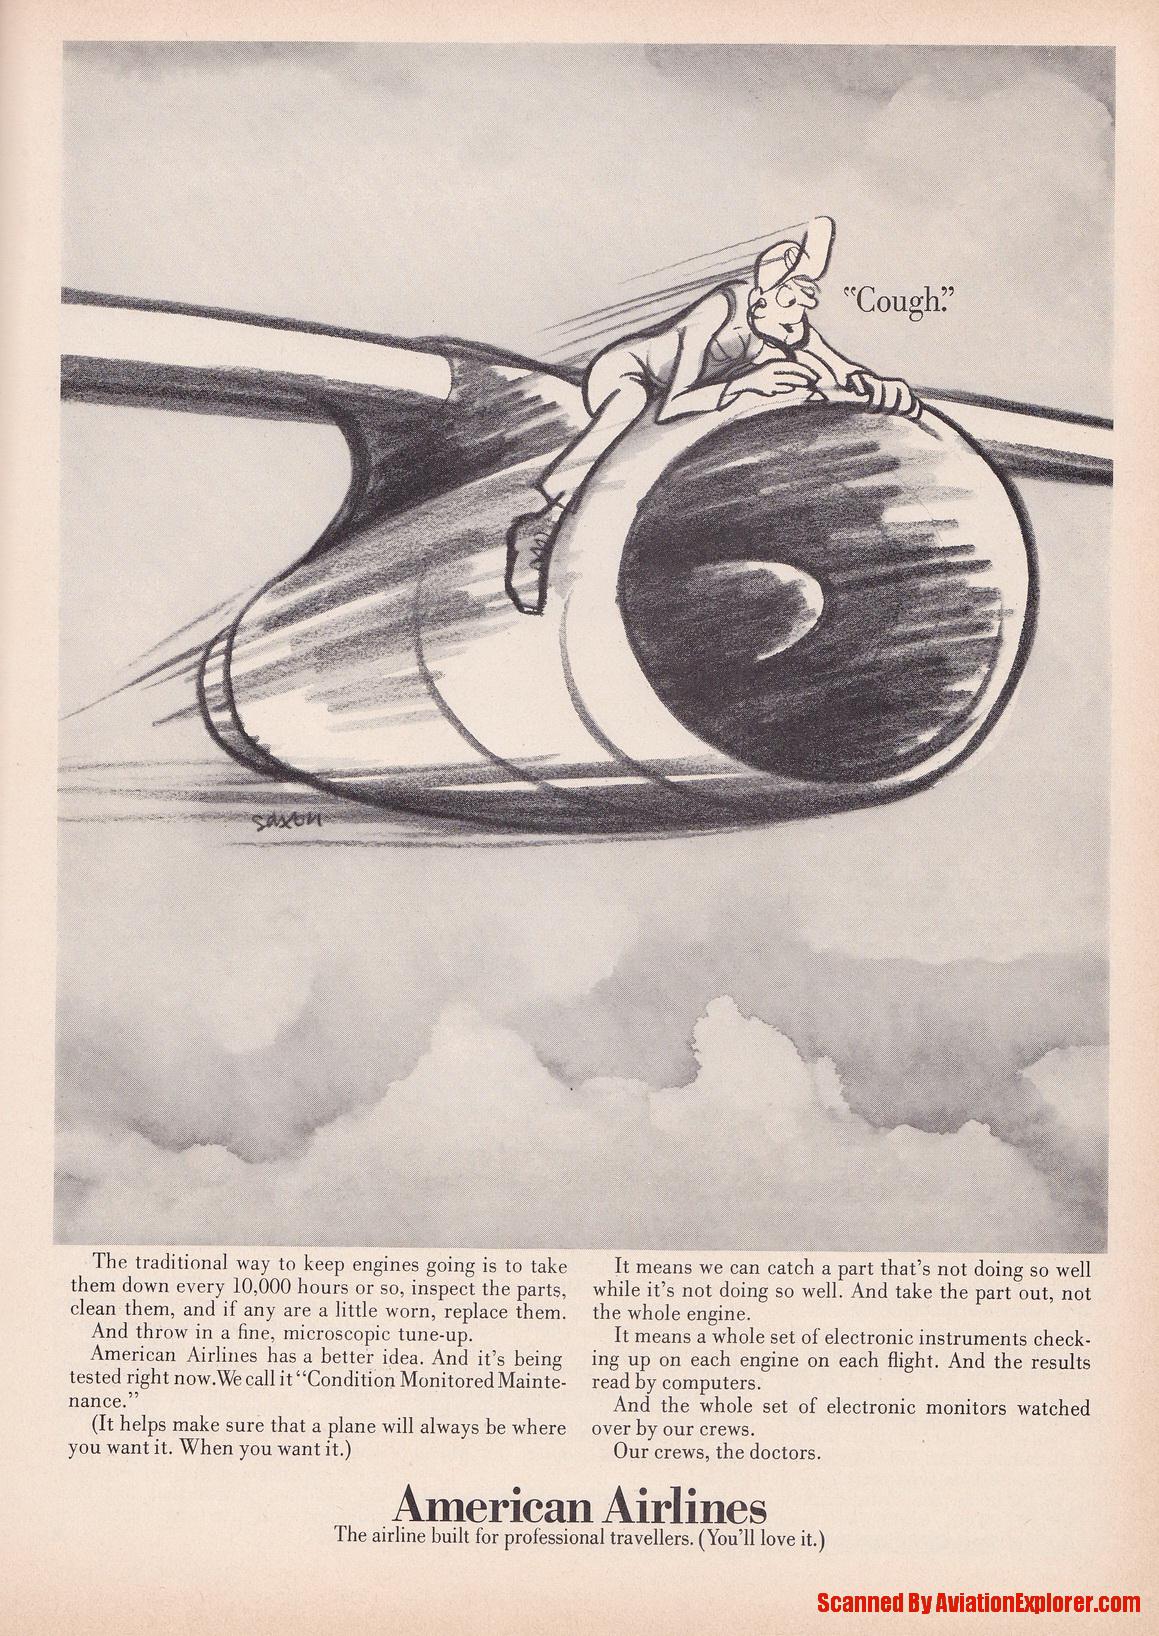 “Cough.”
saxon
The traditional way to keep engines going is to take
them down every 10,000 hours or so, inspect the parts,
clean them, and if any are a little worn, replace them.
And throw in a fine, microscopic tune-up.
American Airlines has a better idea. And it's being
tested right now. We call it “Condition Monitored Mainte-
nance.”
(It helps make sure that a plane will always be where
you want it. When you want it.)
It means we can catch a part that's not doing so well
while it's not doing so well. And take the part out, not
the whole engine.
It means a whole set of electronic instruments check-
ing up on each engine on each flight. And the results
read by computers.
And the whole set of electronic monitors watched
over by our crews.
Our crews, the doctors.
American Airlines
The airline built for professional travellers. (You'll love it.)
Scanned By AviationExplorer.com